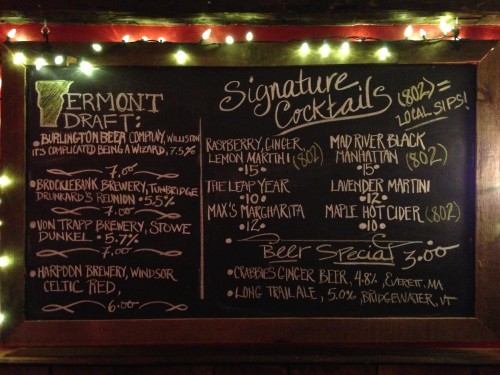 VERMONT
DRAFT:
• BURLINGTON BEER COMPANY, WILLISTON
IT'S COMPLICATED BEING A WIZARD, 7.5%
7.00
• BROCKLEBANK BREWERY, TUNBRIDGE
DRUNKARD'S REUNION • 5.5%
7.00
• VON TRAPP BREWERY, STOWE
DUNKEL • 5.7%
7.00
• HARPOON BREWERY, WINDSOR
CELTIC RED,
6.00
Signature
Cocktails
(802) =
LOCAL SIPS!
RASPBERRY, GINGER,
LEMON MARTINI (802)
• 15 •
THE LEAP YEAR
• 10 •
MAX'S MARGHARITA
• 12 •
MAD RIVER BLACK
MANHATTAN (802)
• 15 •
LAVENDER MARTINI
• 12 •
MAPLE HOT CIDER (802)
• 10 •
Beer Special 3.00
• CRABBIES GINGER BEER, 4.8%, EVERETT, MA
• LONG TRAIL ALE, 5.0%, BRIDGEWATER, VT